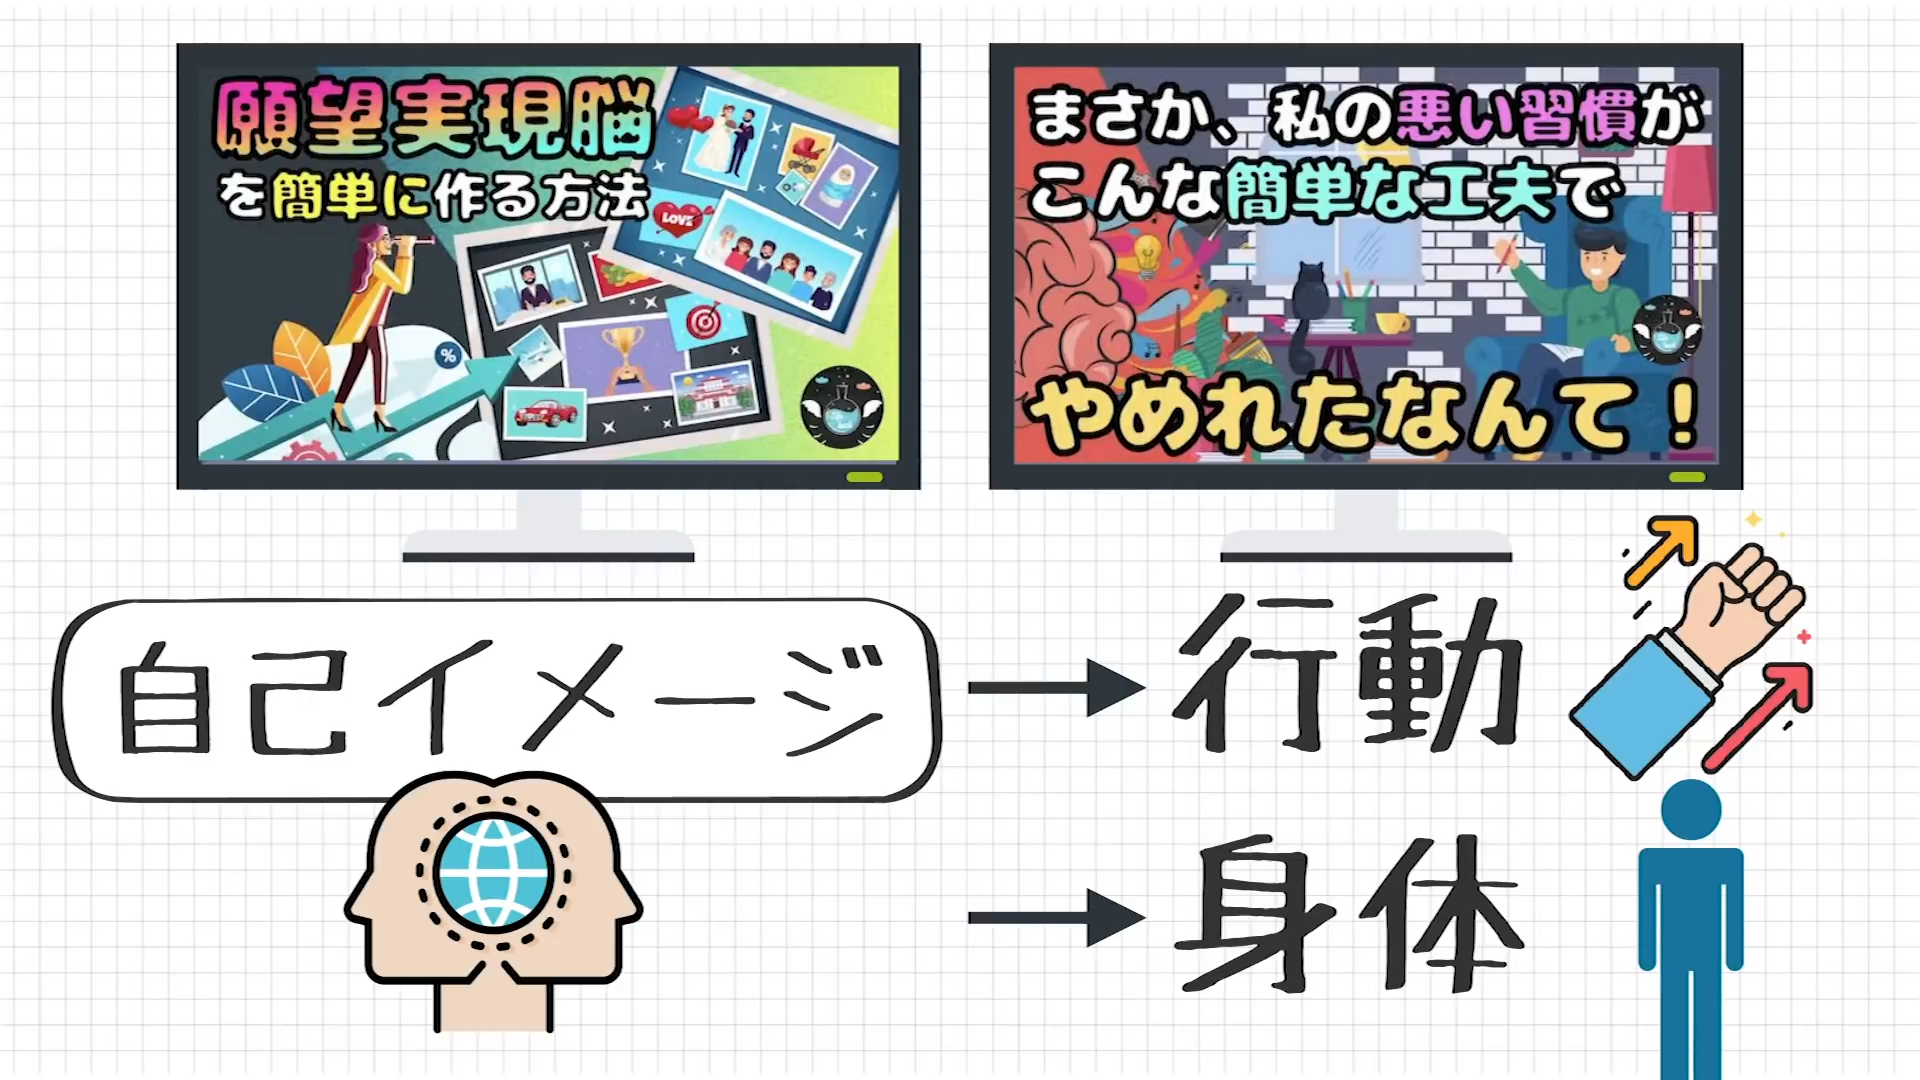 願望実現脳
を簡単に作る方法
LOVE
%
まさか、私の悪い習慣が
こんな簡単な工夫で
やめれたなんて！
自己イメージ
行動
身体